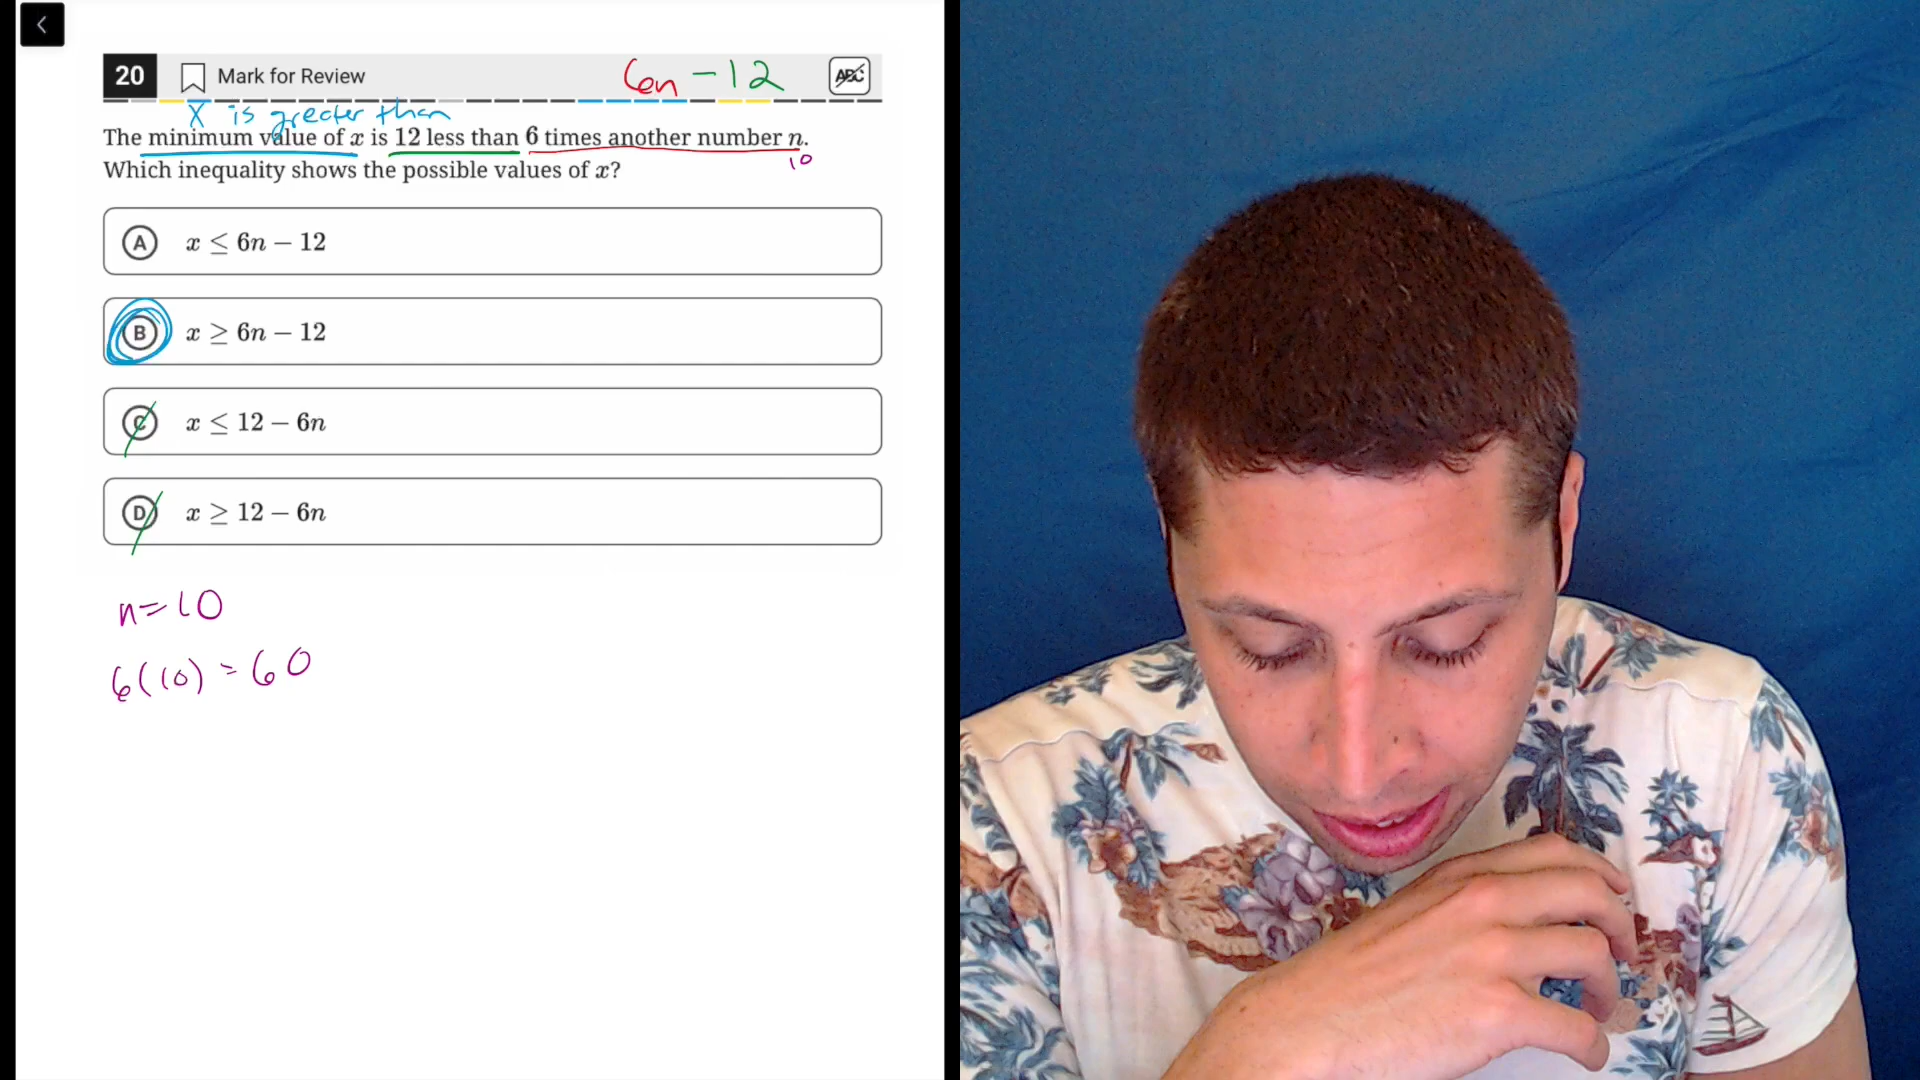 20 Mark for Review 6n - 12 ABC
x is greater than
The minimum value of x is 12 less than 6 times another number n.
10
Which inequality shows the possible values of x?
A x ≤ 6n − 12
B x ≥ 6n − 12
C x ≤ 12 − 6n
D x ≥ 12 − 6n
n=10
6(10) = 60